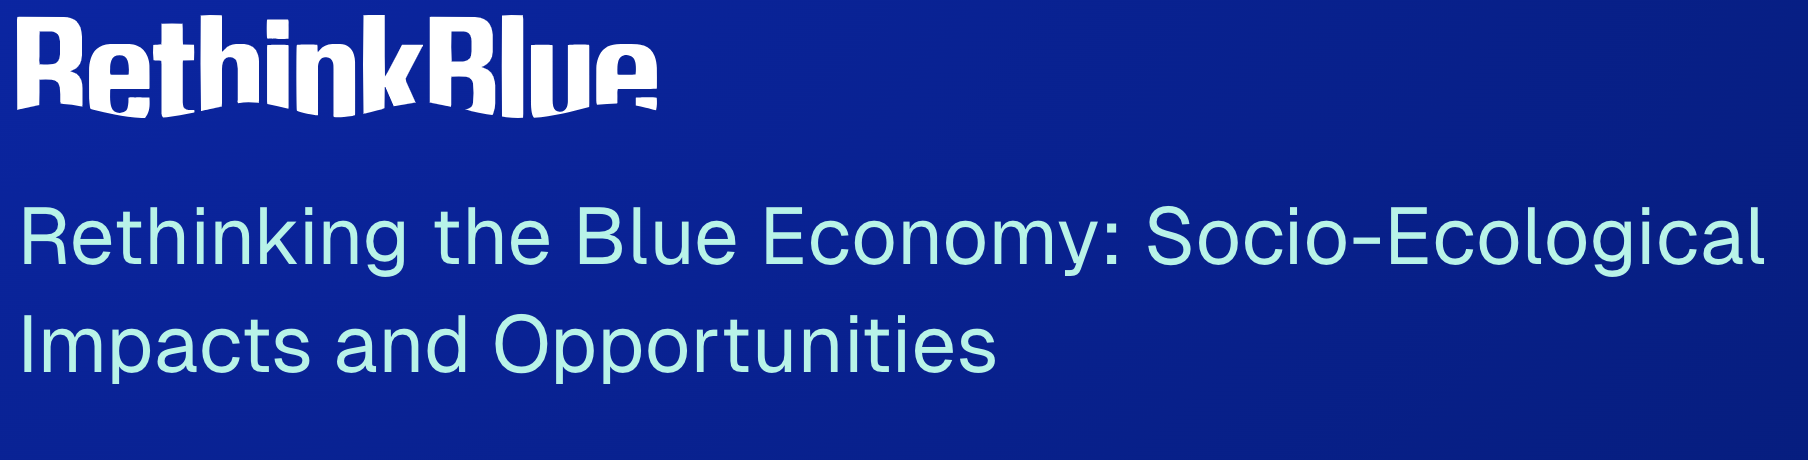 RethinkBlue
Rethinking the Blue Economy: Socio-Ecological
Impacts and Opportunities